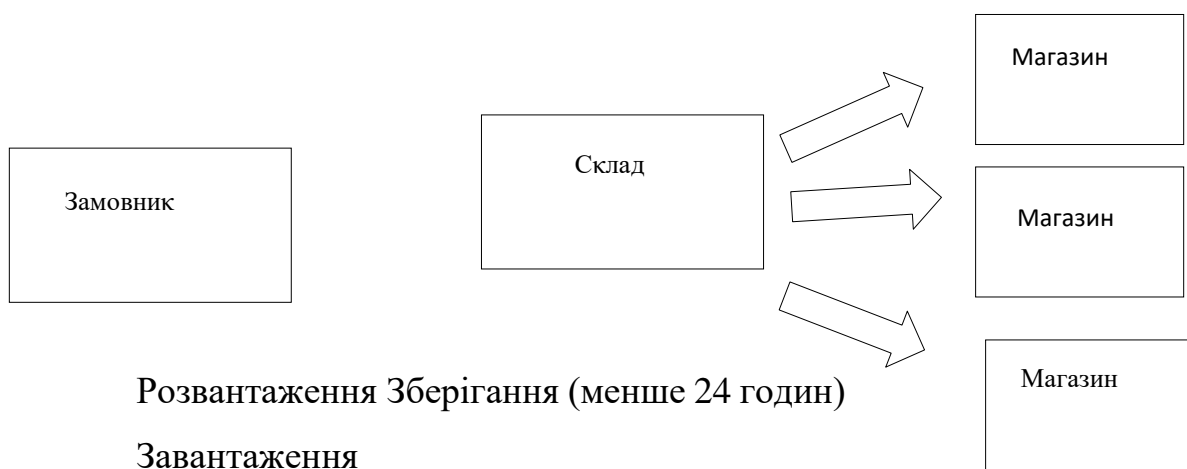 Магазин
Склад
Замовник
Магазин
Магазин
Розвантаження Зберігання (менше 24 годин)
Завантаження